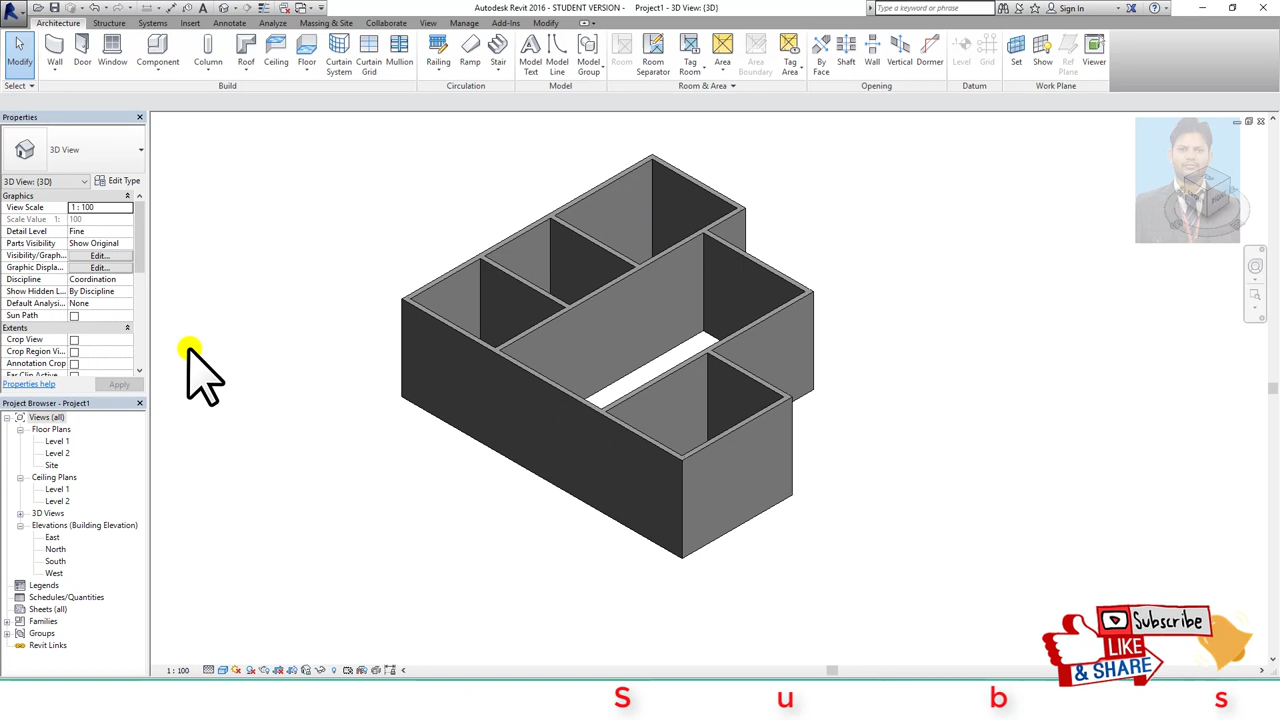 Autodesk Revit 2016 - STUDENT VERSION - Project1 - 3D View: {3D}
Type a keyword or phrase
Sign In
Architecture Structure Systems Insert Annotate Analyze Massing & Site Collaborate View Manage Add-Ins Modify
Modify Wall Door Window Component Column Roof Ceiling Floor Curtain System Curtain Grid Mullion Railing Ramp Stair Model Text Model Line Model Group Room Room Separator Tag Room Area Area Boundary Tag Area By Face Shaft Wall Vertical Dormer Level Grid Set Show Ref Plane Viewer
Select Build Circulation Model Room & Area Opening Datum Work Plane
Properties
3D View
3D View: {3D} Edit Type
Graphics
View Scale 1 : 100
Scale Value 1: 100
Detail Level Fine
Parts Visibility Show Original
Visibility/Graph... Edit...
Graphic Displa... Edit...
Discipline Coordination
Show Hidden L... By Discipline
Default Analysi... None
Sun Path
Extents
Crop View
Crop Region Vi...
Annotation Crop
Far Clip Active
Properties help Apply
Project Browser - Project1
Views (all)
Floor Plans
Level 1
Level 2
Site
Ceiling Plans
Level 1
Level 2
3D Views
Elevations (Building Elevation)
East
North
South
West
Legends
Schedules/Quantities
Sheets (all)
Families
Groups
Revit Links
1 : 100
Subscribe
LIKE
& SHARE
S u b s